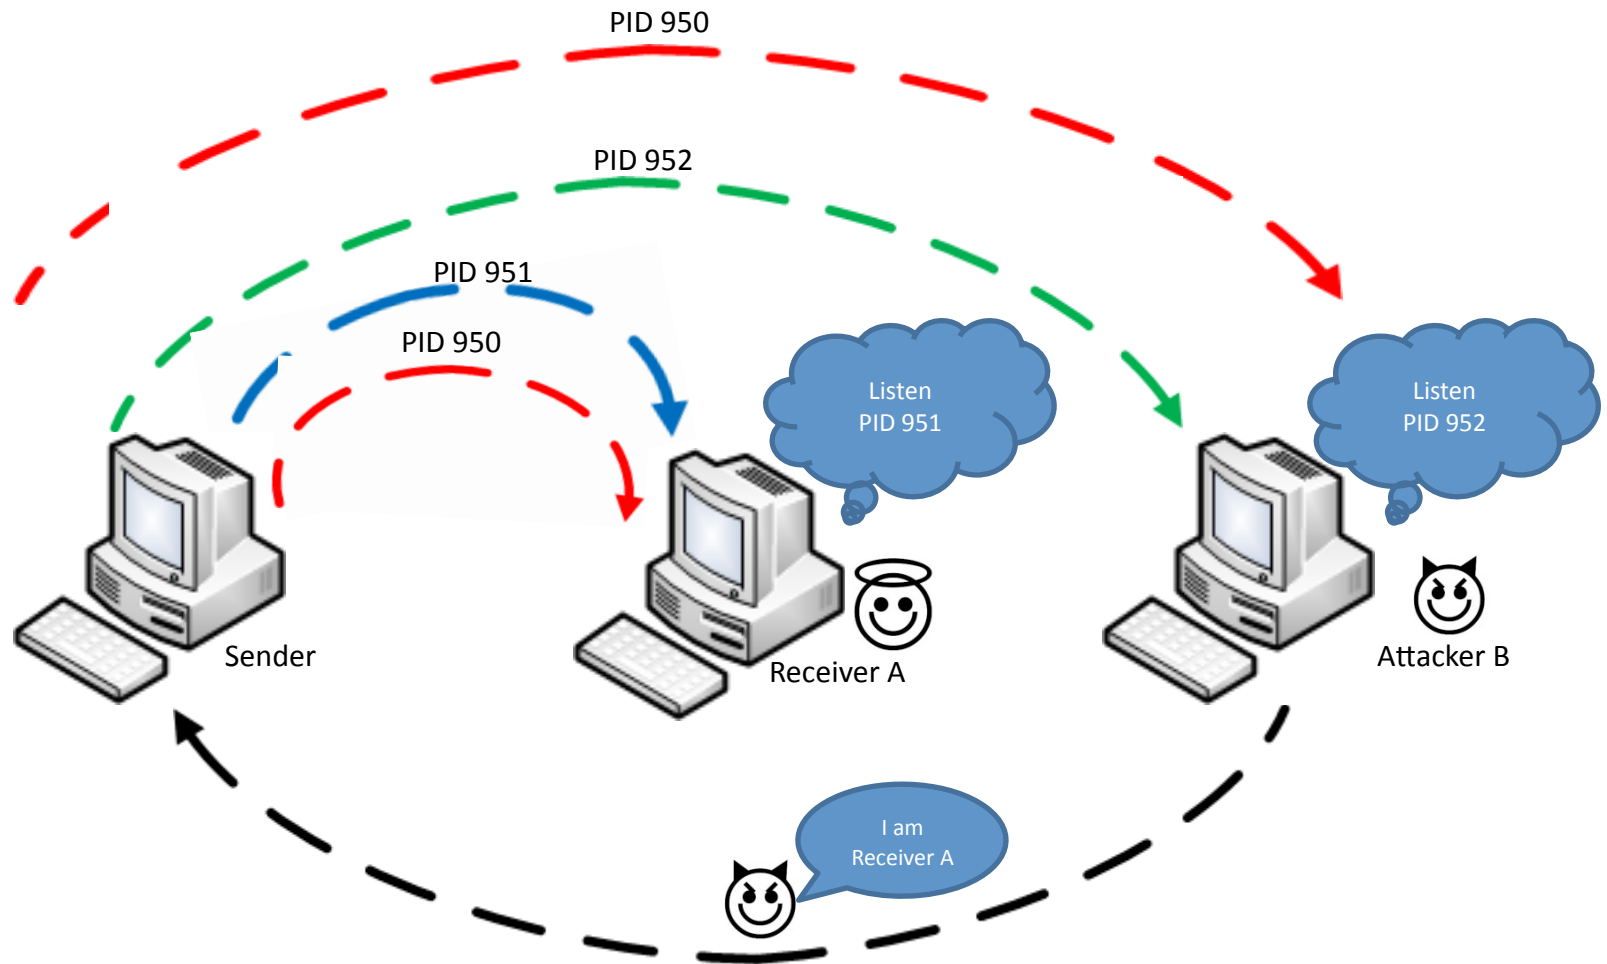 PID 950
PID 952
PID 951
PID 950
Listen
PID 951
Listen
PID 952
Sender
Receiver A
Attacker B
I am
Receiver A